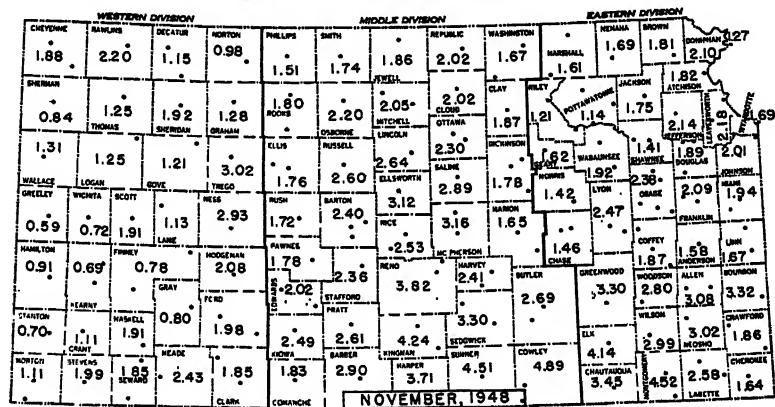 WESTERN DIVISION MIDDLE DIVISION EASTERN DIVISION
CHEYENNE RAWLINS DECATUR NORTON PHILLIPS SMITH JEWELL REPUBLIC WASHINGTON MARSHALL NEMAHA BROWN DONIPHAN
1.88 2.20 1.15 0.98 1.51 1.74 1.86 2.02 1.67 1.61 1.69 1.81 2.10 1.27
SHERMAN THOMAS SHERIDAN GRAHAM ROOKS OSBORNE MITCHELL CLOUD CLAY RILEY POTTAWATOMIE JACKSON ATCHISON
0.84 1.25 1.92 1.28 1.80 2.20 2.05 2.02 1.87 1.21 1.14 1.75 1.82
JEFFERSON LEAVENWORTH WYANDOTTE
2.14 2.18 1.69
WALLACE LOGAN GOVE TREGO ELLIS RUSSELL LINCOLN OTTAWA DICKINSON GEARY WABAUNSEE SHAWNEE DOUGLAS JOHNSON
1.31 1.25 1.21 3.02 1.76 2.60 2.64 2.30 1.78 1.62 1.92 1.41 1.89 2.01
ELLSWORTH SALINE MORRIS LYON OSAGE FRANKLIN MIAMI
3.12 2.89 1.42 2.47 2.38 2.09 1.94
GREELEY WICHITA SCOTT LANE NESS RUSH BARTON RICE MC PHERSON MARION CHASE COFFEY ANDERSON LINN
0.59 0.72 1.91 1.13 2.93 1.72 2.40 2.53 3.16 1.65 1.46 1.87 1.58 1.67
HAMILTON KEARNY FINNEY HODGEMAN PAWNEE STAFFORD RENO HARVEY BUTLER GREENWOOD WOODSON ALLEN BOURBON
0.91 0.69 0.78 2.08 1.78 2.36 3.82 2.41 2.69 3.30 2.80 3.08 3.32
STANTON GRANT HASKELL GRAY FORD EDWARDS PRATT KINGMAN SEDGWICK ELK WILSON NEOSHO CRAWFORD
0.70 1.11 1.91 0.80 1.98 2.02 2.61 4.24 3.30 4.14 2.99 3.02 1.86
MORTON STEVENS SEWARD MEADE CLARK KIOWA COMANCHE BARBER HARPER SUMNER COWLEY CHAUTAUQUA MONTGOMERY LABETTE CHEROKEE
1.11 1.99 1.85 2.43 1.85 2.49 1.83 2.90 3.71 4.51 4.89 3.45 4.52 2.58 1.64
NOVEMBER, 1948